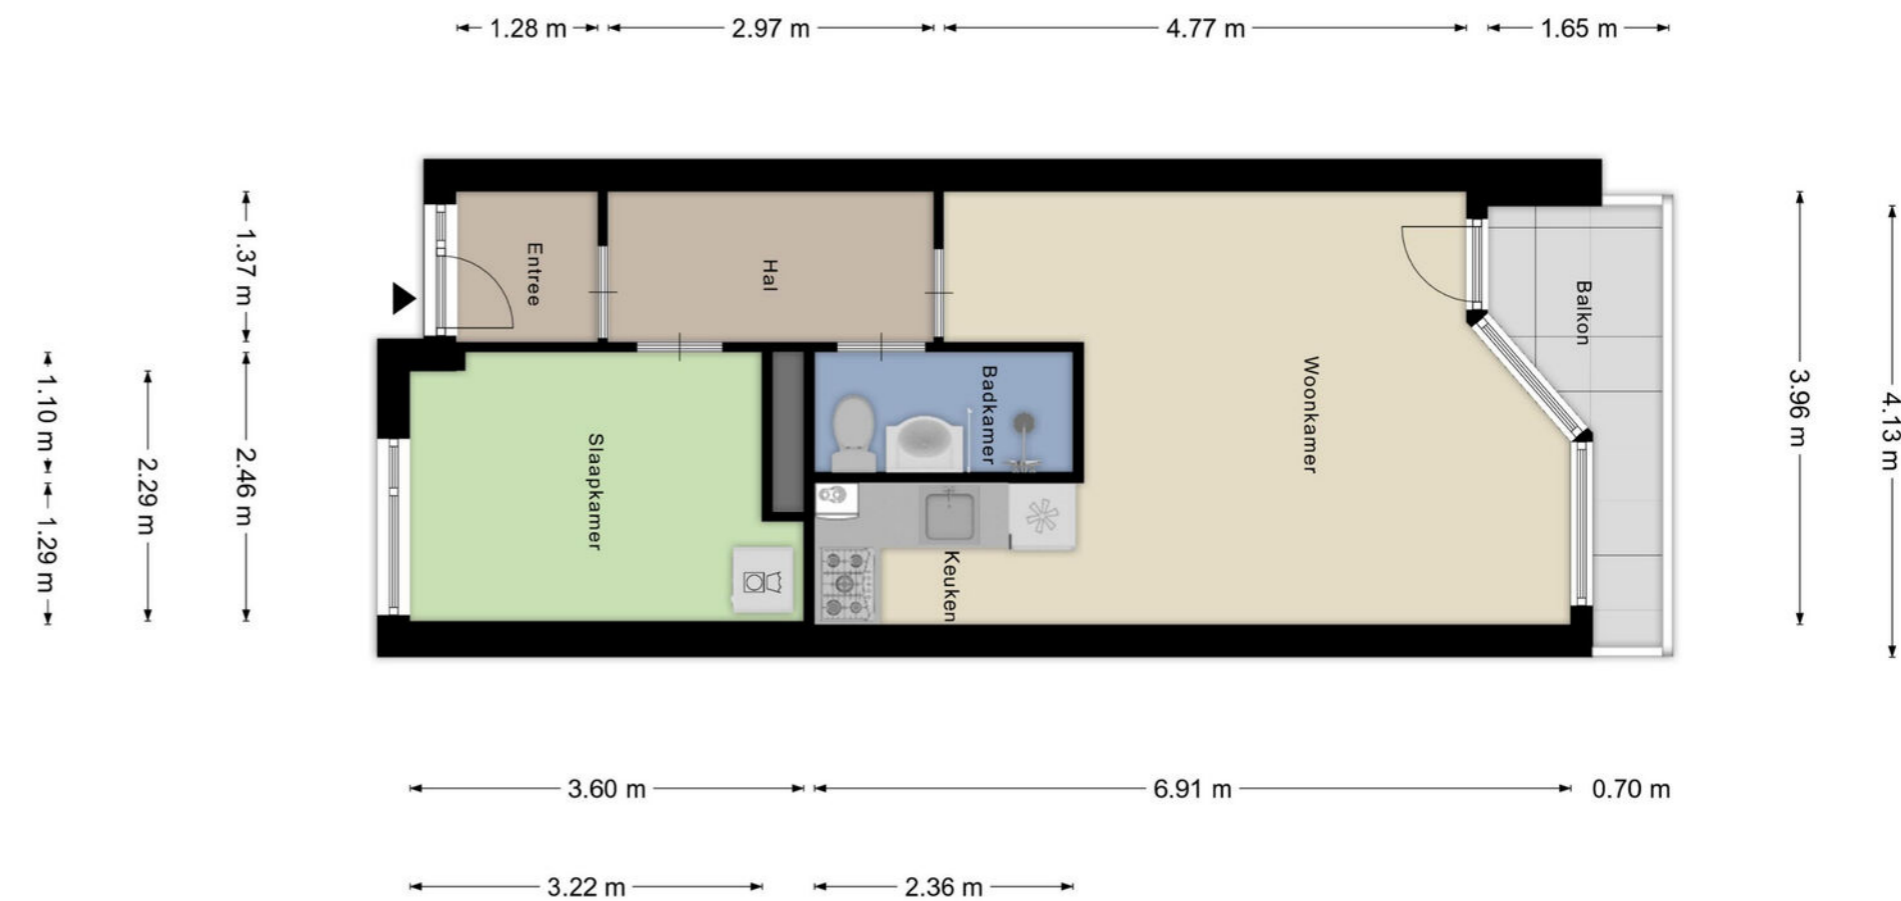 1.28 m
2.97 m
4.77 m
1.65 m
1.37 m
1.10 m
2.29 m
2.46 m
1.29 m
Entree
Hal
Badkamer
Woonkamer
Balkon
Slaapkamer
Keuken
3.96 m
4.13 m
3.60 m
6.91 m
0.70 m
3.22 m
2.36 m